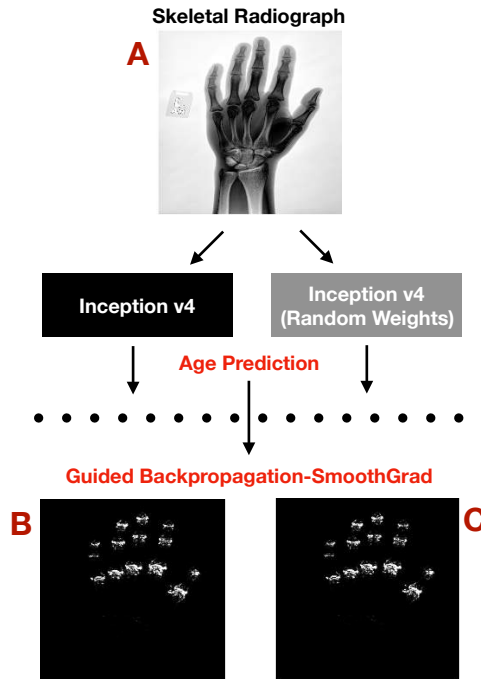 Skeletal Radiograph
A
Inception v4
Inception v4
(Random Weights)
Age Prediction
Guided Backpropagation-SmoothGrad
B
C